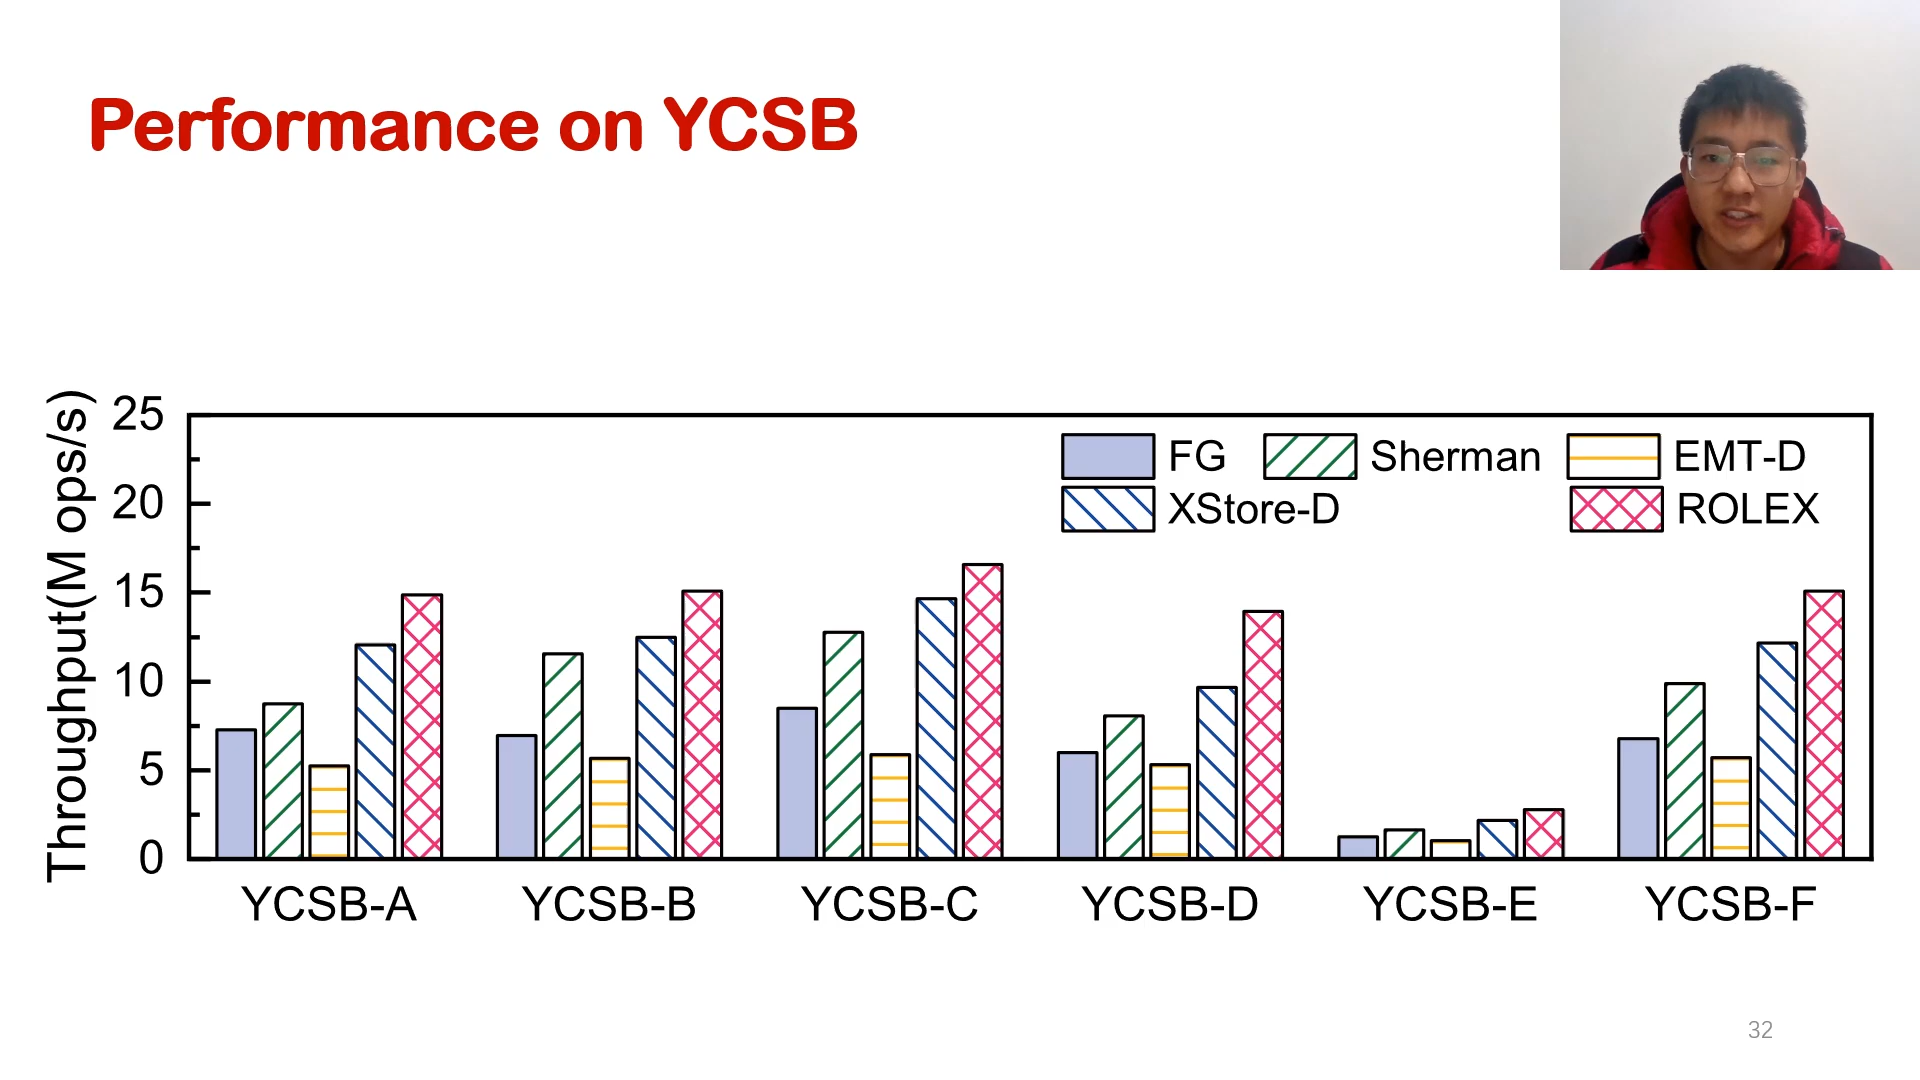 Performance on YCSB
Throughput(M ops/s)
25
20
15
10
5
0
FG Sherman EMT-D
XStore-D ROLEX
YCSB-A YCSB-B YCSB-C YCSB-D YCSB-E YCSB-F
32